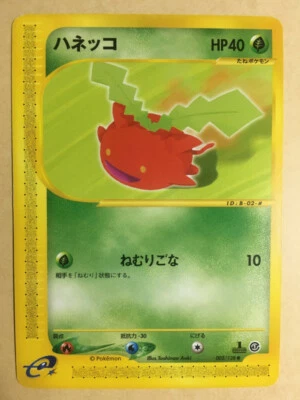 ハネッコ HP40
たねポケモン
ID:B-02-#
ねむりごな 10
相手を「ねむり」状態にする。
弱点 抵抗力 -30 にげる
© Pokémon
e